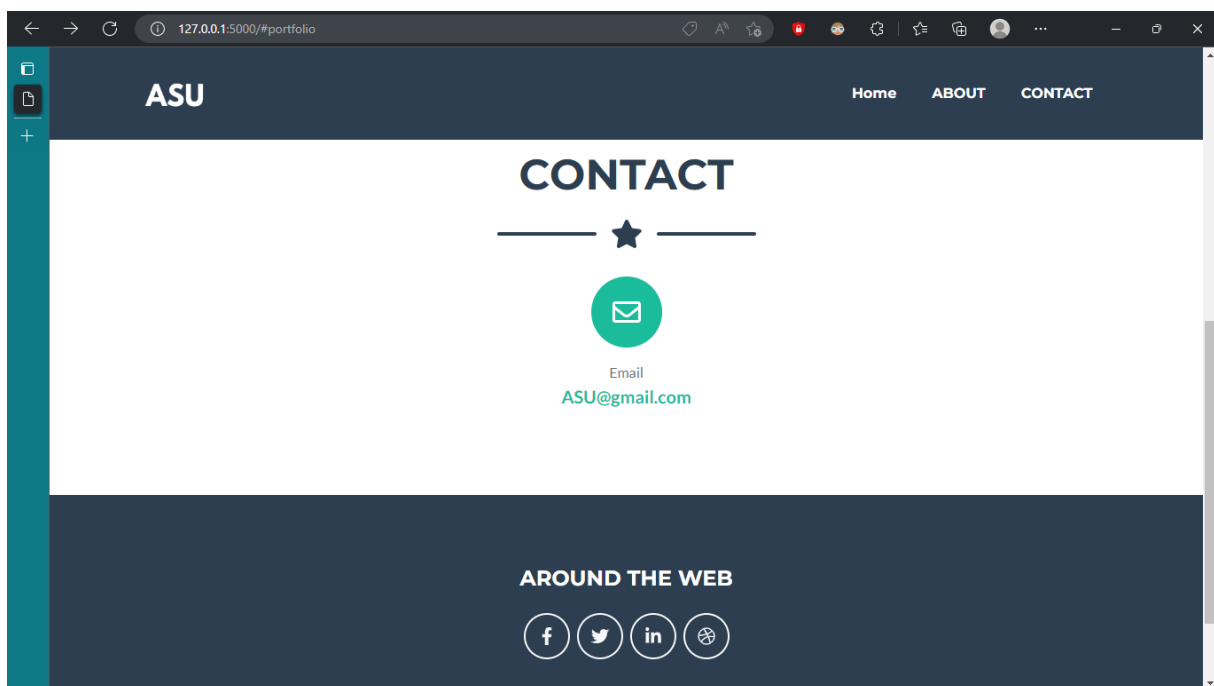 127.0.0.1:5000/#portfolio
ASU
Home ABOUT CONTACT
CONTACT
Email
ASU@gmail.com
AROUND THE WEB